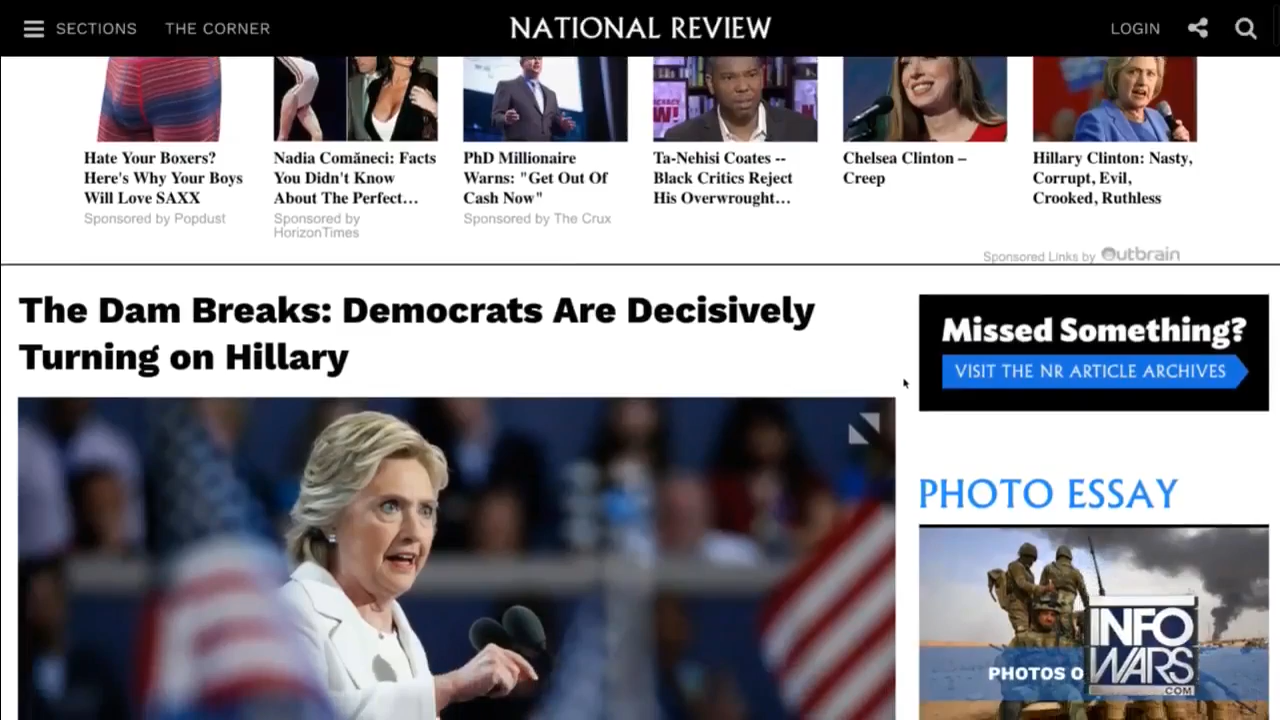 SECTIONS
THE CORNER
NATIONAL REVIEW
LOGIN
Hate Your Boxers?
Here's Why Your Boys
Will Love SAXX
Sponsored by Popdust
Nadia Comăneci: Facts
You Didn't Know
About The Perfect…
Sponsored by
HorizonTimes
PhD Millionaire
Warns: "Get Out Of
Cash Now"
Sponsored by The Crux
Ta-Nehisi Coates --
Black Critics Reject
His Overwrought…
Chelsea Clinton –
Creep
Hillary Clinton: Nasty,
Corrupt, Evil,
Crooked, Ruthless
Sponsored Links by Outbrain
The Dam Breaks: Democrats Are Decisively
Turning on Hillary
Missed Something?
VISIT THE NR ARTICLE ARCHIVES
PHOTO ESSAY
PHOTOS O
INFO
WARS
.COM